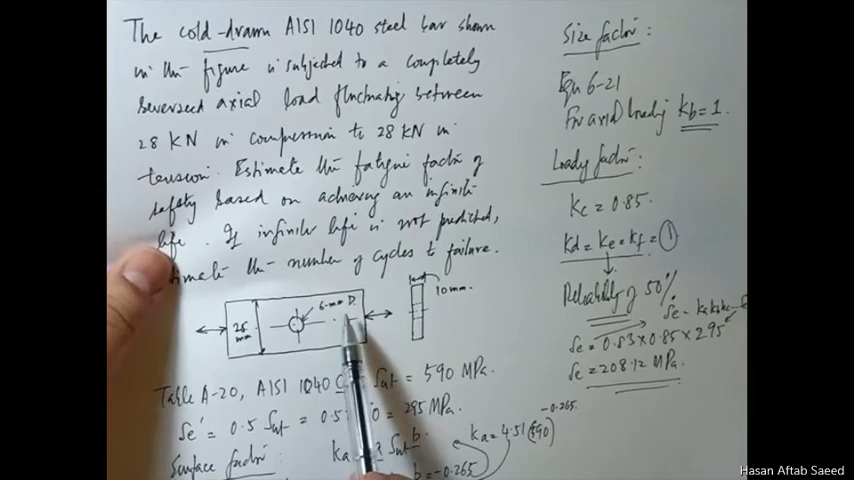 The cold-drawn AISI 1040 steel bar shown
in the figure is subjected to a completely
reversed axial load fluctuating between
28 KN in compression to 28 KN in
tension. Estimate the fatigue factor of
safety based on achieving an infinite
life. If infinite life is not predicted,
the number of cycles to failure.
6-mm D.
10mm.
25
mm
Table A-20, AISI 1040 Sut = 590 MPa.
Se' = 0.5 Sut = 0.5 = 295 MPa.
Surface factor:
b = -0.265
ka = 4.51(590)
-0.265.
Size factor:
Eqn 6-21
For axial loading kb = 1.
Loading factor:
Kc = 0.85.
Kd = Ke = Kf = 1
Reliability of 50%
Se = 0.83 x 0.85 x 295
Se = 208.12 MPa.
Hasan Aftab Saeed